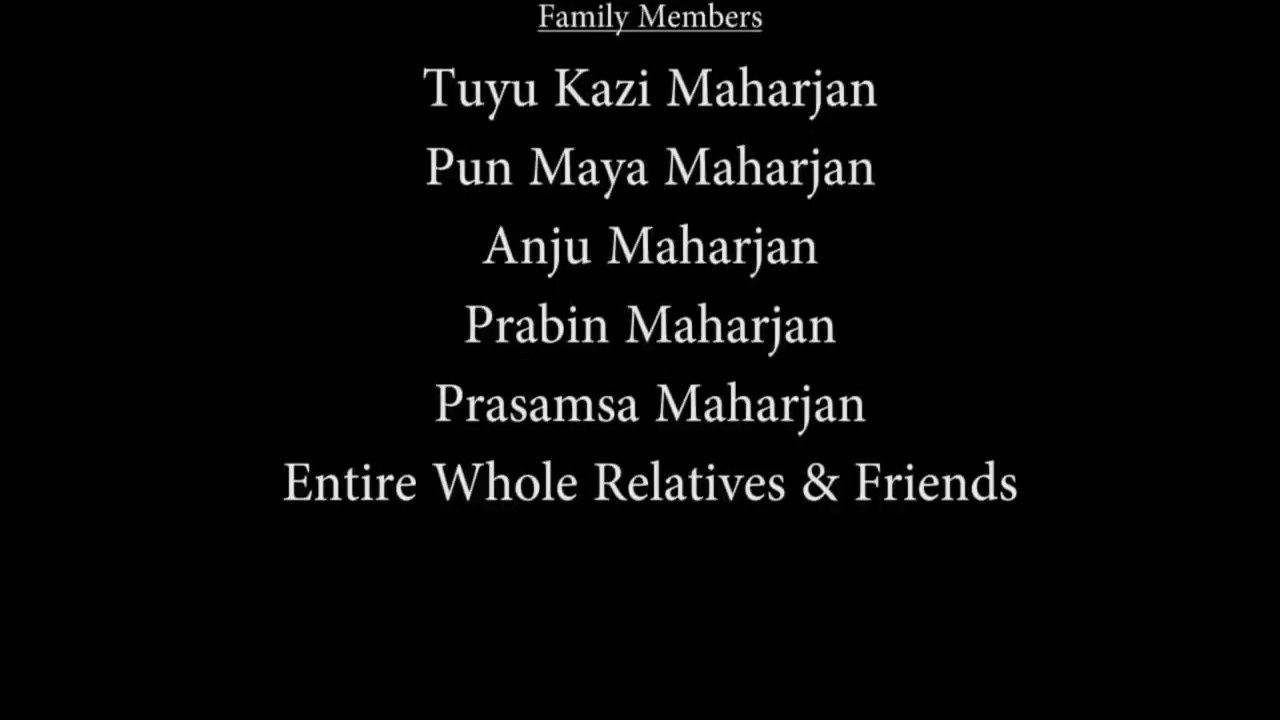 Family Members
Tuyu Kazi Maharjan
Pun Maya Maharjan
Anju Maharjan
Prabin Maharjan
Prasamsa Maharjan
Entire Whole Relatives & Friends